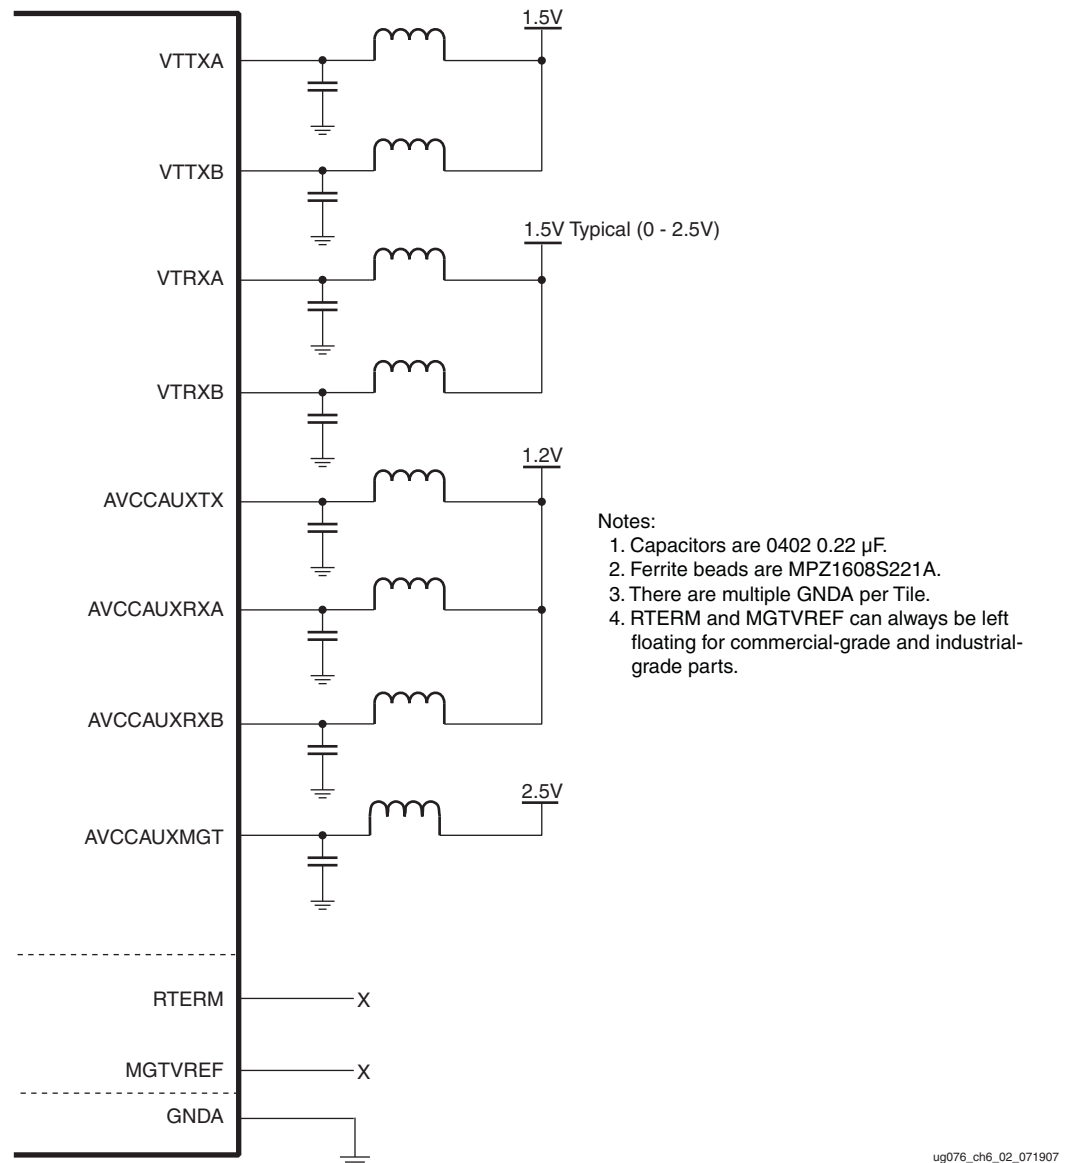 1.5V
VTTXA
VTTXB
1.5V Typical (0 - 2.5V)
VTRXA
VTRXB
1.2V
AVCCAUXTX
Notes:
1. Capacitors are 0402 0.22 µF.
2. Ferrite beads are MPZ1608S221A.
3. There are multiple GNDA per Tile.
4. RTERM and MGTVREF can always be left
floating for commercial-grade and industrial-
grade parts.
AVCCAUXRXA
AVCCAUXRXB
2.5V
AVCCAUXMGT
RTERM X
MGTVREF X
GNDA
ug076_ch6_02_071907